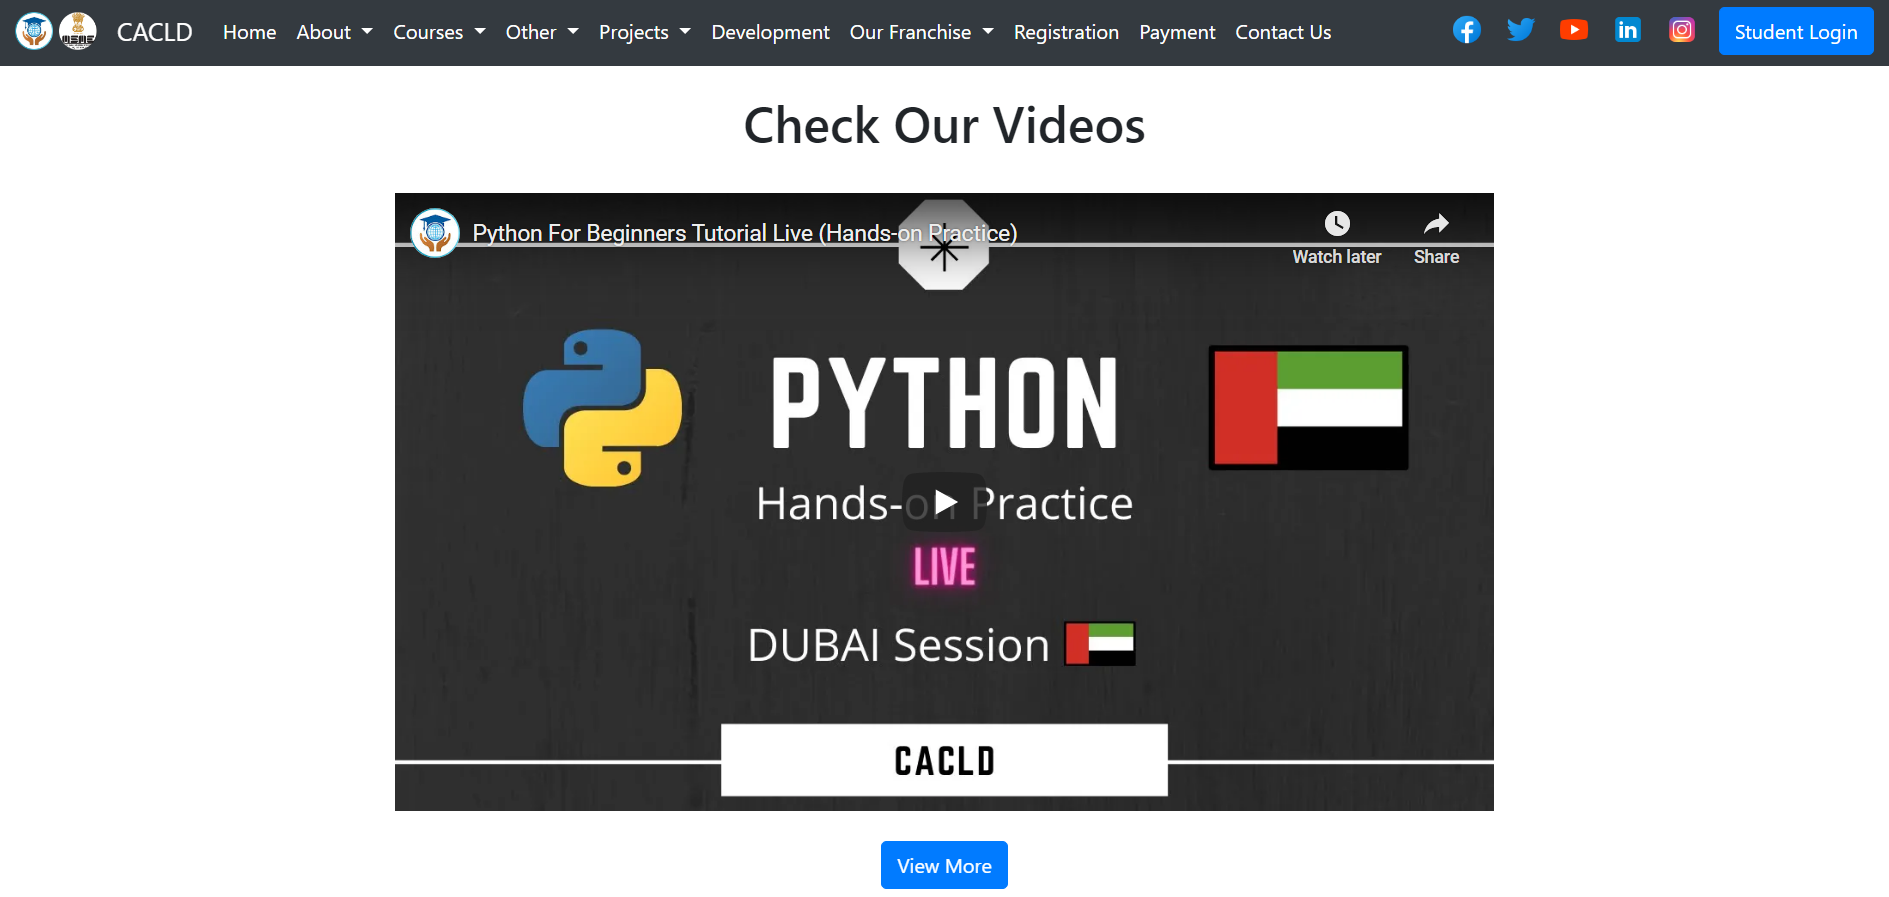 CACLD Home About Courses Other Projects Development Our Franchise Registration Payment Contact Us Student Login
Check Our Videos
Python For Beginners Tutorial Live (Hands-on Practice)
Watch later Share
PYTHON
Hands-on Practice
LIVE
DUBAI Session
CACLD
View More